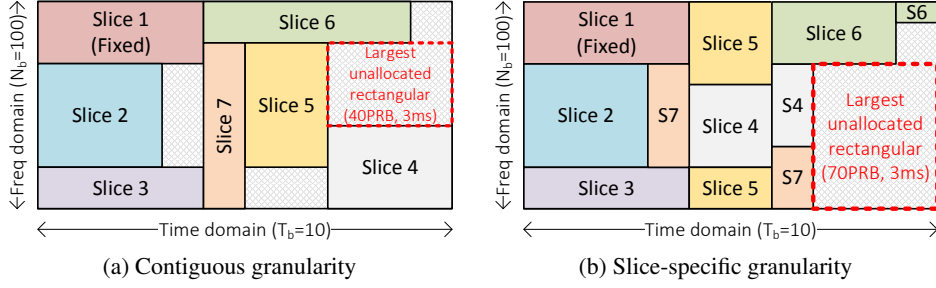 Freq domain (N_b=100)
Slice 1
(Fixed)
Slice 6
Slice 2
Slice 7
Slice 5
Largest
unallocated
rectangular
(40PRB, 3ms)
Slice 3
Slice 4
Time domain (T_b=10)
(a) Contiguous granularity
Freq domain (N_b=100)
Slice 1
(Fixed)
Slice 5
Slice 6
S6
Slice 2
S7
Slice 4
S4
Largest
unallocated
rectangular
(70PRB, 3ms)
Slice 3
Slice 5
S7
Time domain (T_b=10)
(b) Slice-specific granularity